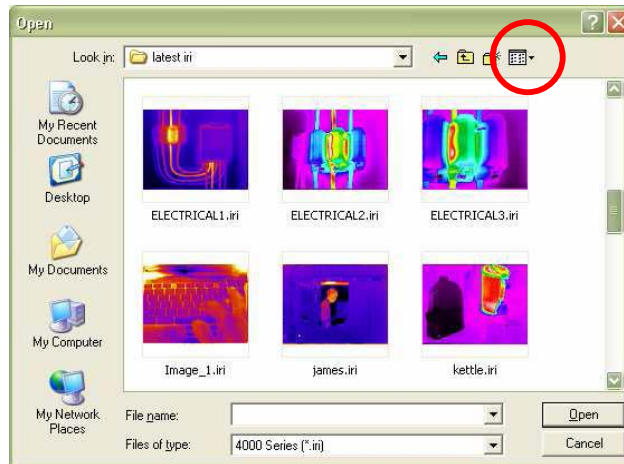 Open
Look in:
latest iri
My Recent
Documents
Desktop
My Documents
My Computer
My Network
Places
ELECTRICAL1.iri
ELECTRICAL2.iri
ELECTRICAL3.iri
Image_1.iri
james.iri
kettle.iri
File name:
Open
Files of type:
4000 Series (*.iri)
Cancel